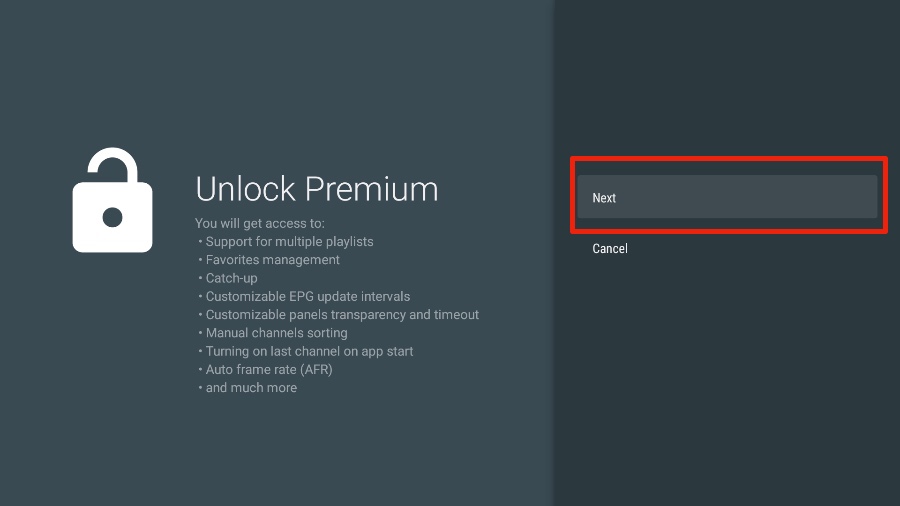 Unlock Premium
You will get access to:
• Support for multiple playlists
• Favorites management
• Catch-up
• Customizable EPG update intervals
• Customizable panels transparency and timeout
• Manual channels sorting
• Turning on last channel on app start
• Auto frame rate (AFR)
• and much more
Next
Cancel